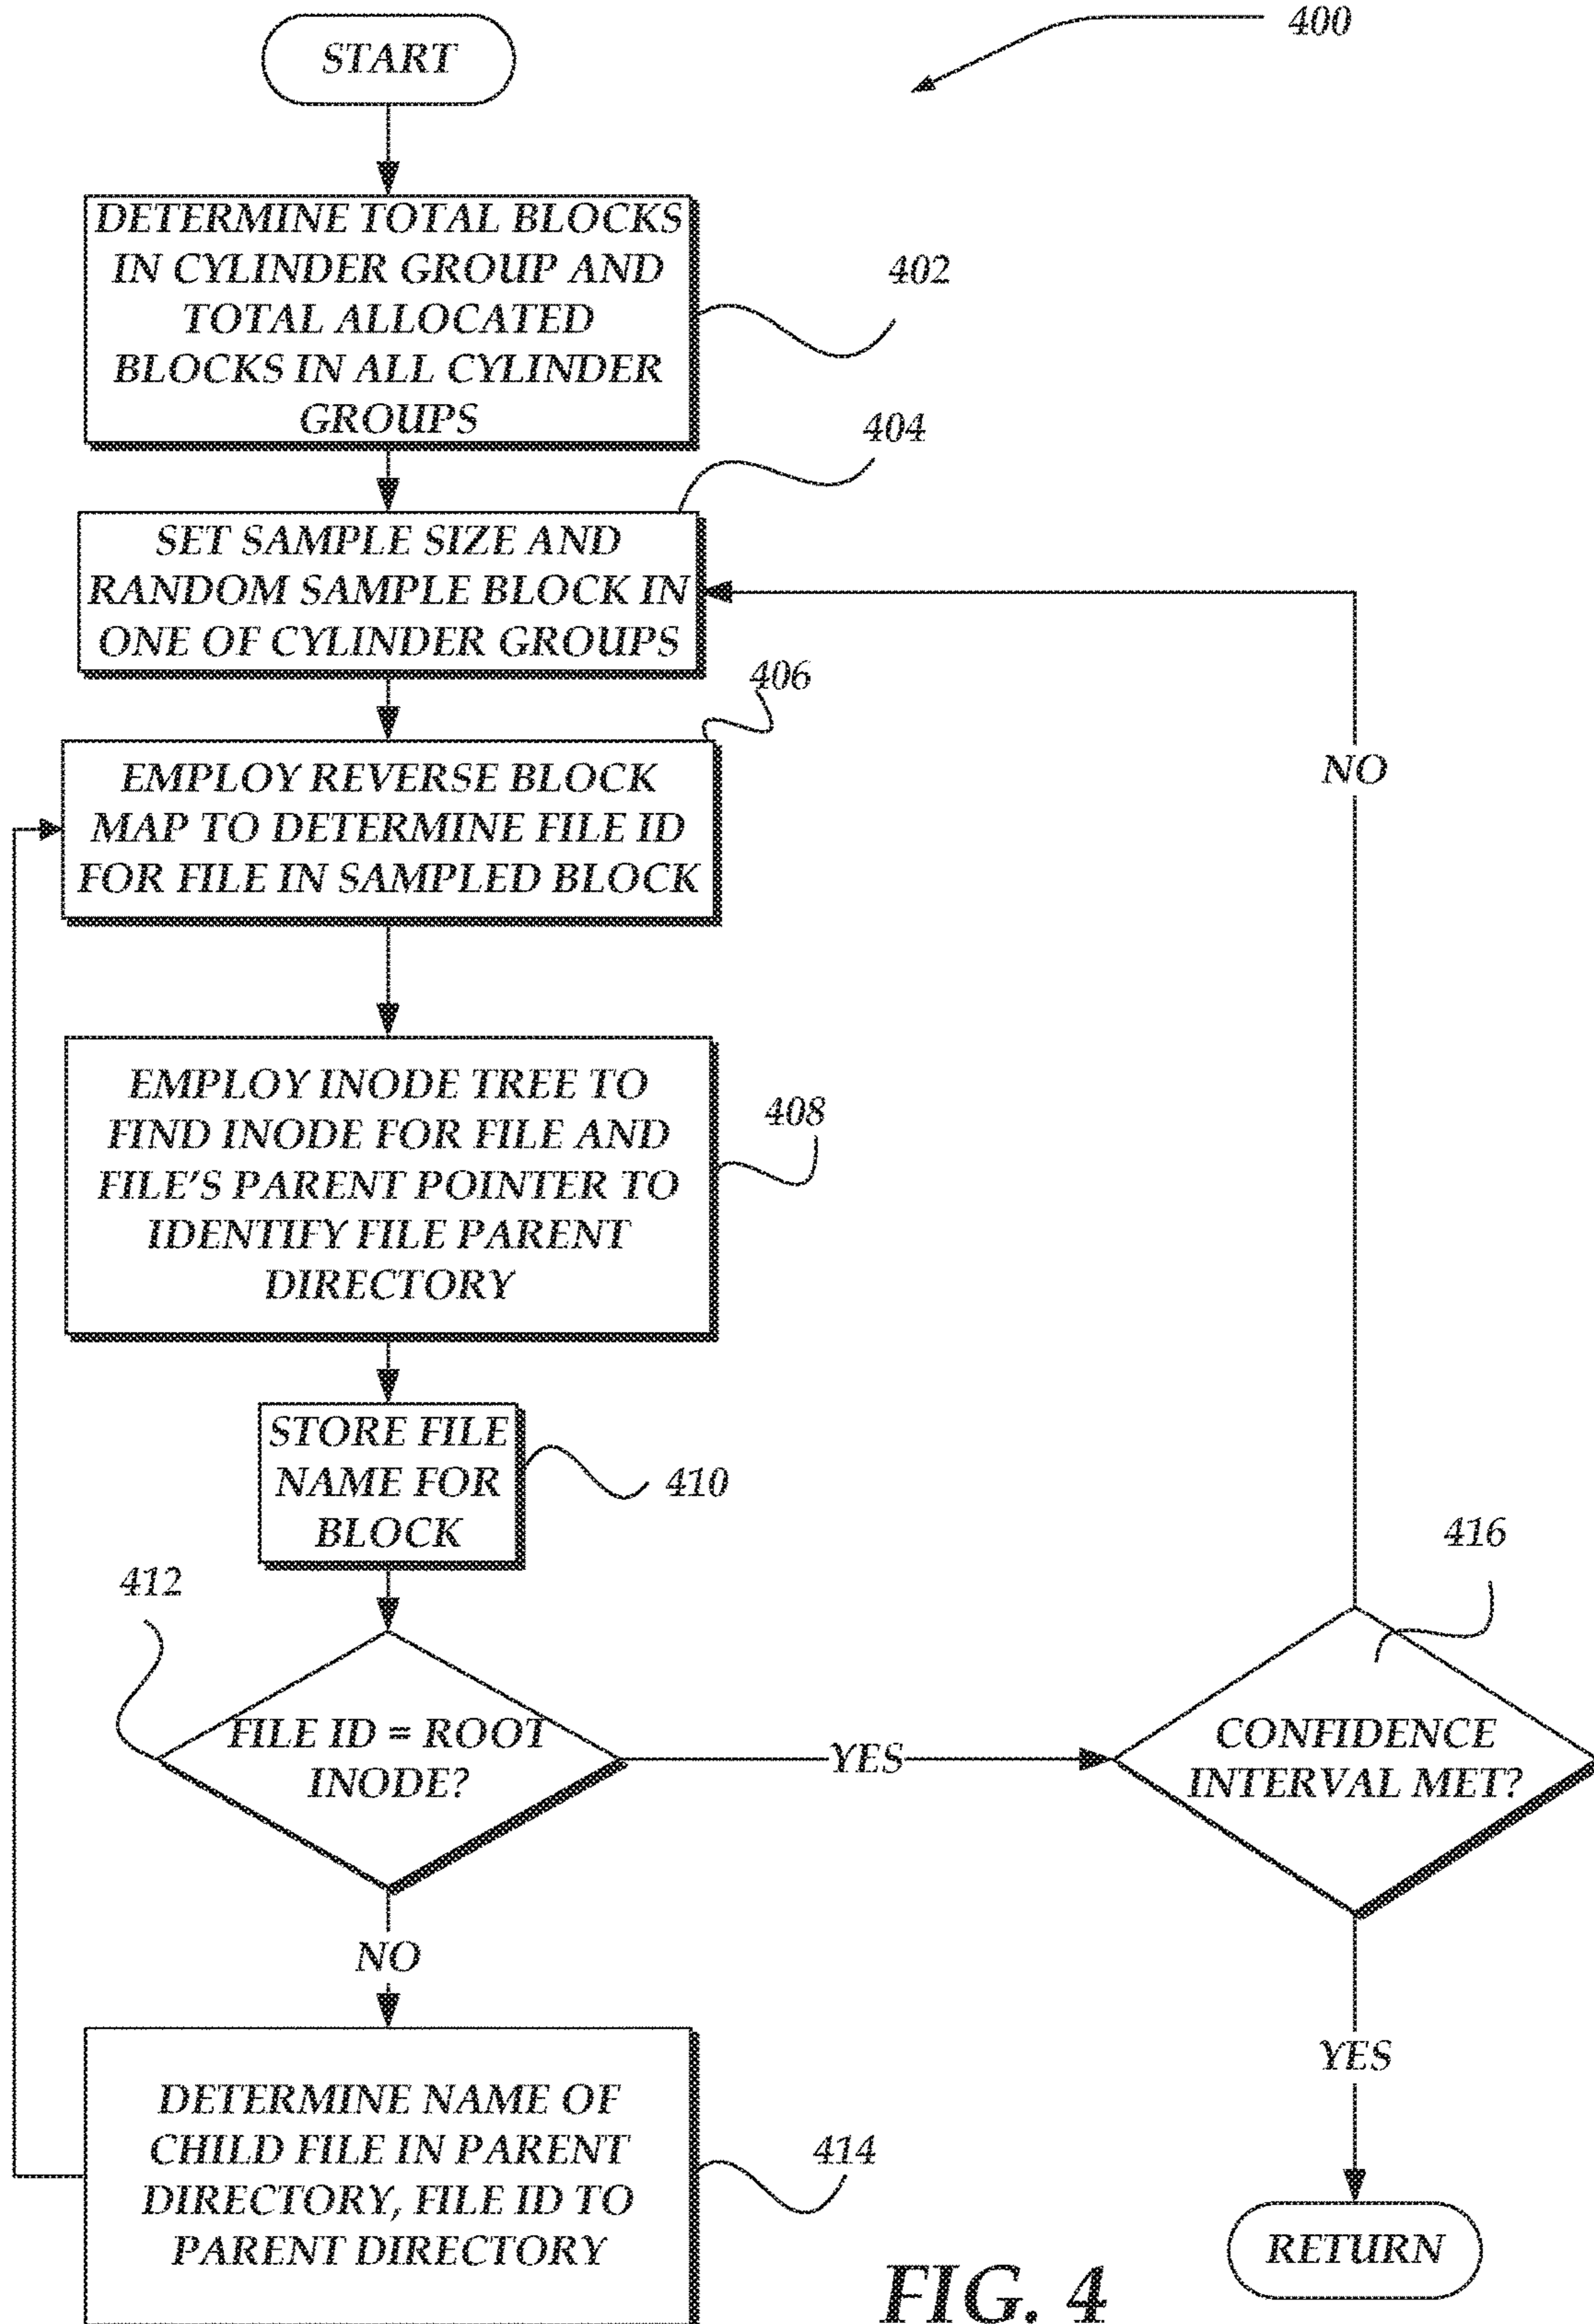 START
400
DETERMINE TOTAL BLOCKS
IN CYLINDER GROUP AND
TOTAL ALLOCATED
BLOCKS IN ALL CYLINDER
GROUPS
402
404
SET SAMPLE SIZE AND
RANDOM SAMPLE BLOCK IN
ONE OF CYLINDER GROUPS
406
EMPLOY REVERSE BLOCK
MAP TO DETERMINE FILE ID
FOR FILE IN SAMPLED BLOCK
NO
EMPLOY INODE TREE TO
FIND INODE FOR FILE AND
FILE'S PARENT POINTER TO
IDENTIFY FILE PARENT
DIRECTORY
408
STORE FILE
NAME FOR
BLOCK
410
412
FILE ID = ROOT
INODE?
YES
416
CONFIDENCE
INTERVAL MET?
NO
YES
DETERMINE NAME OF
CHILD FILE IN PARENT
DIRECTORY, FILE ID TO
PARENT DIRECTORY
414
RETURN
FIG. 4